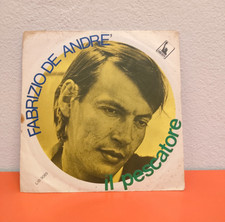 FABRIZIO DE ANDRE'
il pescatore